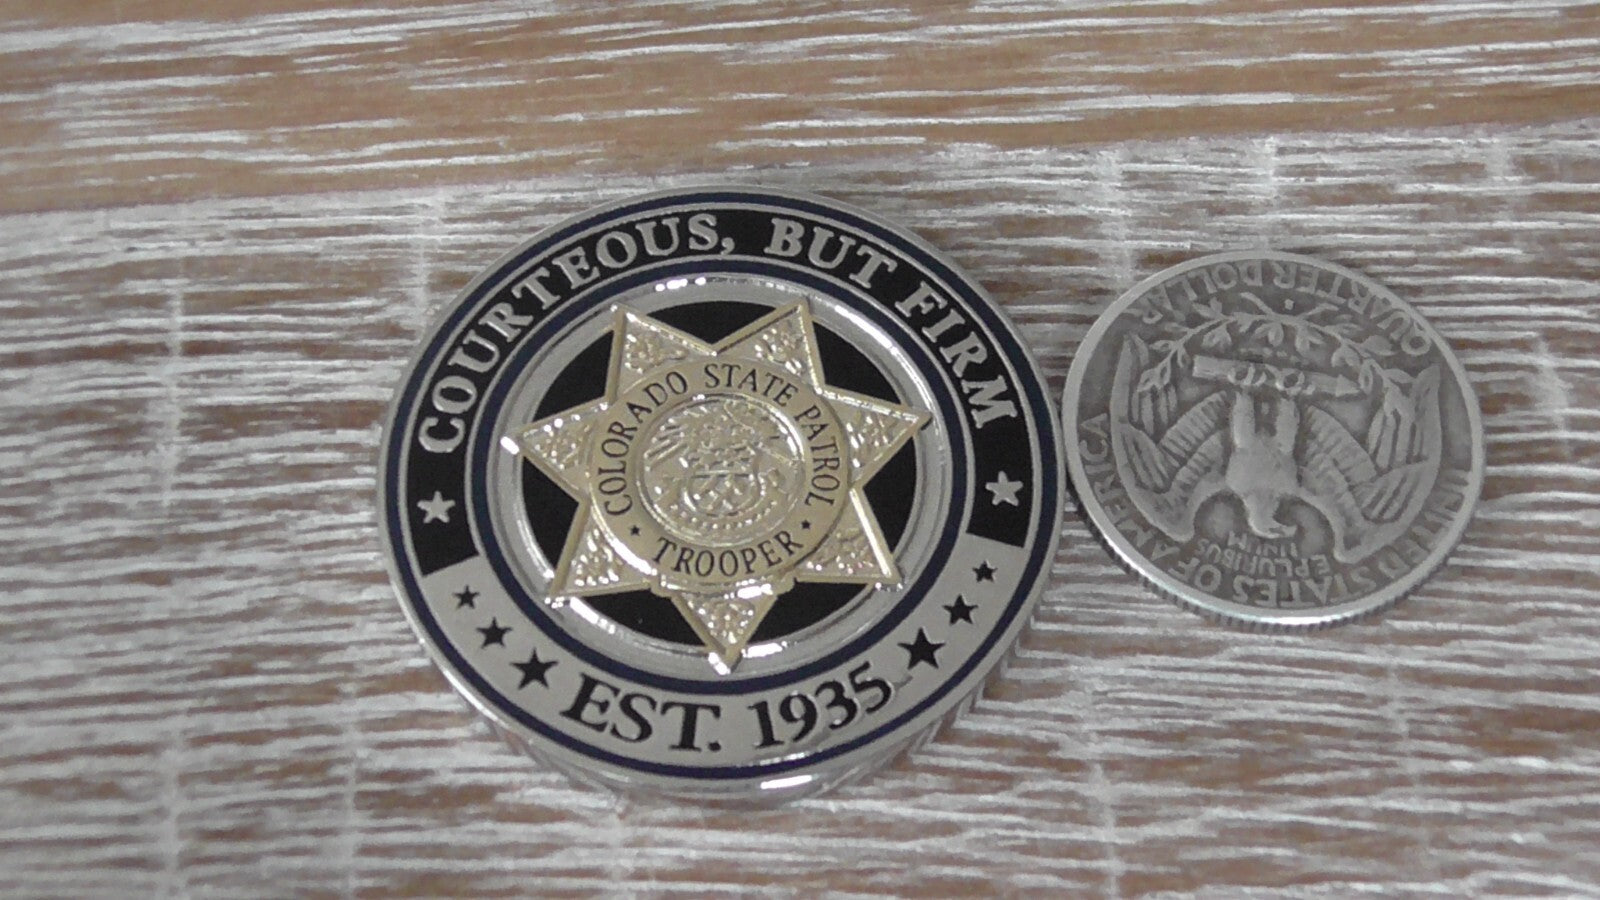 COURTEOUS, BUT FIRM
COLORADO STATE PATROL
TROOPER
EST. 1935
UNITED STATES OF AMERICA
E PLURIBUS
UNUM
QUARTER DOLLAR